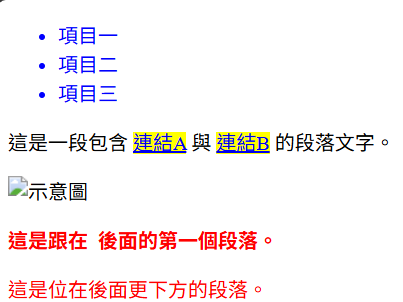 項目一
項目二
項目三
這是一段包含 連結A 與 連結B 的段落文字。
示意圖
這是跟在 後面的第一個段落。
這是位在後面更下方的段落。